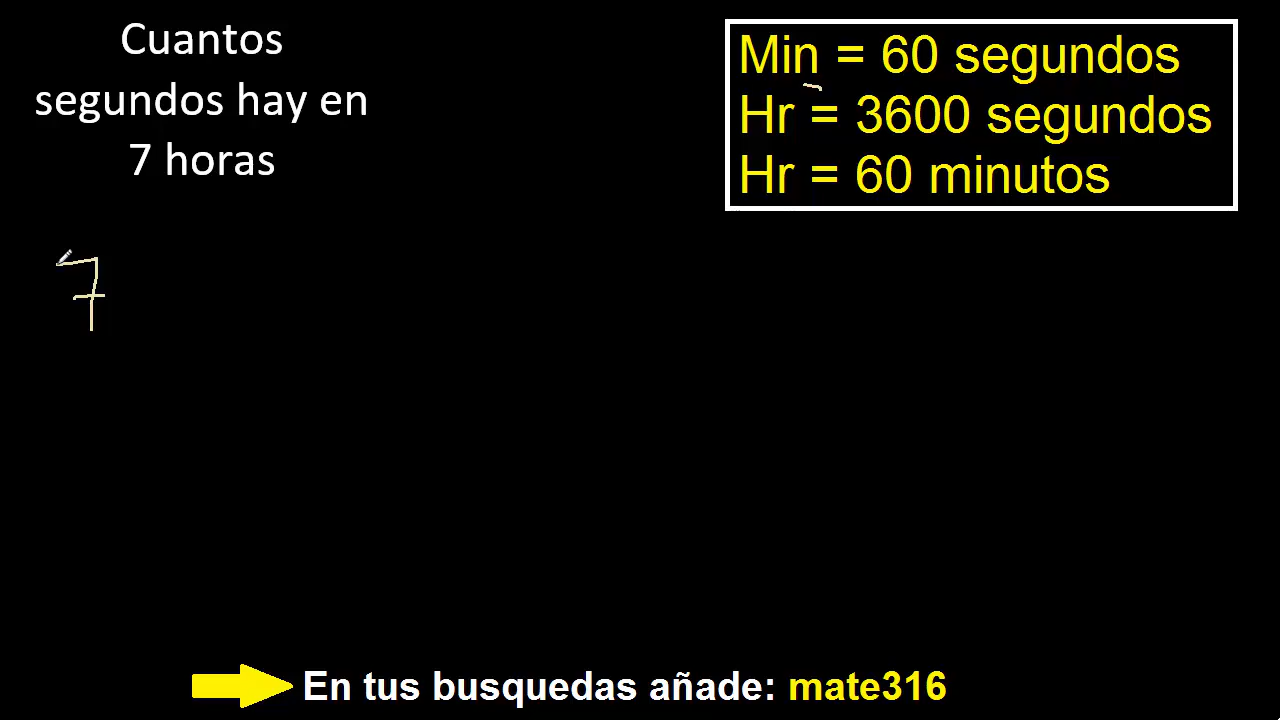 Cuantos
segundos hay en
7 horas
Min = 60 segundos
Hr = 3600 segundos
Hr = 60 minutos
7
En tus busquedas añade: mate316